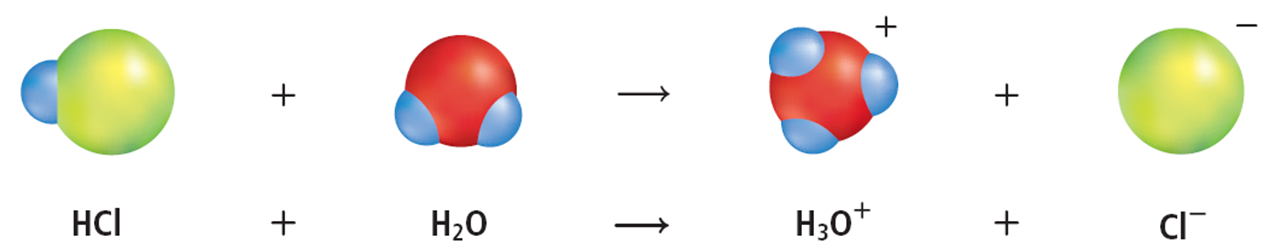 + → + + −
HCl + H₂O → H₃O⁺ + Cl⁻